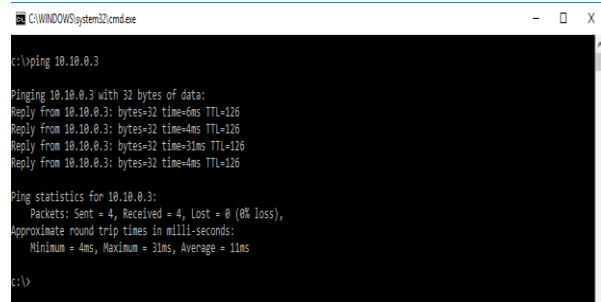 C:\WINDOWS\system32\cmd.exe
c:\>ping 10.10.0.3
Pinging 10.10.0.3 with 32 bytes of data:
Reply from 10.10.0.3: bytes=32 time=6ms TTL=126
Reply from 10.10.0.3: bytes=32 time=4ms TTL=126
Reply from 10.10.0.3: bytes=32 time=31ms TTL=126
Reply from 10.10.0.3: bytes=32 time=4ms TTL=126
Ping statistics for 10.10.0.3:
Packets: Sent = 4, Received = 4, Lost = 0 (0% loss),
Approximate round trip times in milli-seconds:
Minimum = 4ms, Maximum = 31ms, Average = 11ms
c:\>